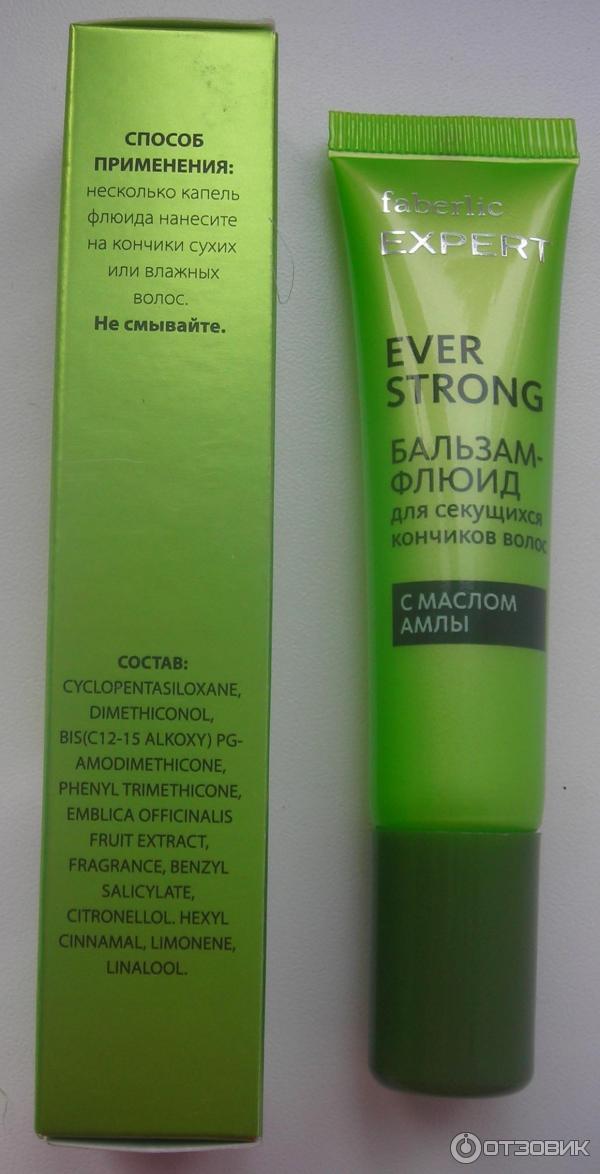 СПОСОБ
ПРИМЕНЕНИЯ:
несколько капель
флюида нанесите
на кончики сухих
или влажных
волос.
Не смывайте.
СОСТАВ:
CYCLOPENTASILOXANE,
DIMETHICONOL,
BIS(C12-15 ALKOXY) PG-
AMODIMETHICONE,
PHENYL TRIMETHICONE,
EMBLICA OFFICINALIS
FRUIT EXTRACT,
FRAGRANCE, BENZYL
SALICYLATE,
CITRONELLOL. HEXYL
CINNAMAL, LIMONENE,
LINALOOL.
faberlic
EXPERT
EVER
STRONG
БАЛЬЗАМ-
ФЛЮИД
для секущихся
кончиков волос
С МАСЛОМ
АМЛЫ
ОТЗОВИК